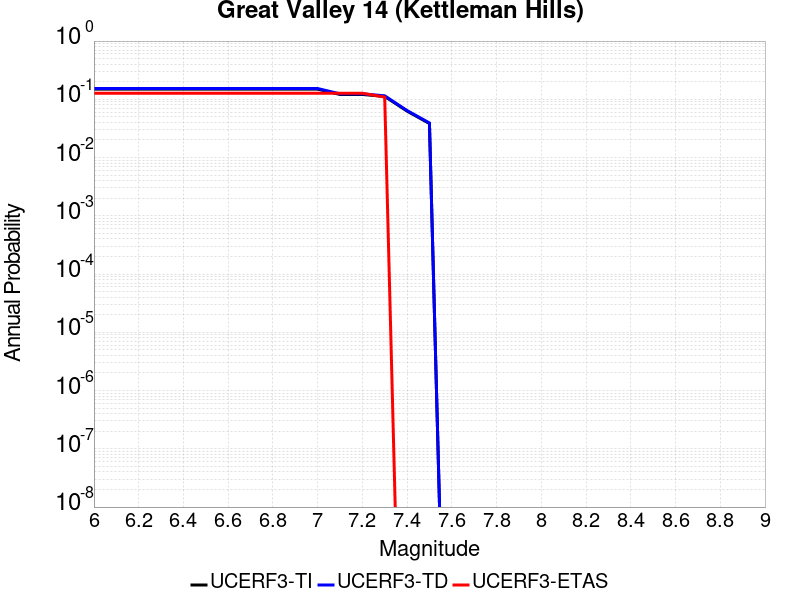 Great Valley 14 (Kettleman Hills)
10^0
10^-1
10^-2
10^-3
10^-4
10^-5
10^-6
10^-7
10^-8
Annual Probability
6 6.2 6.4 6.6 6.8 7 7.2 7.4 7.6 7.8 8 8.2 8.4 8.6 8.8 9
Magnitude
UCERF3-TI UCERF3-TD UCERF3-ETAS